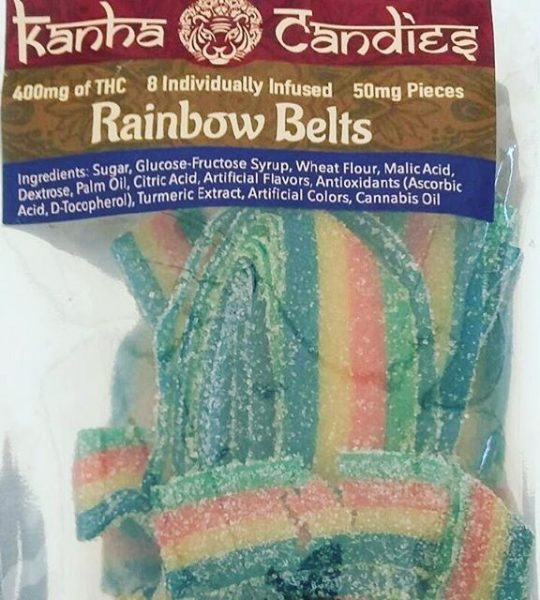 Kanha Candies
400mg of THC 8 Individually Infused 50mg Pieces
Rainbow Belts
Ingredients: Sugar, Glucose-Fructose Syrup, Wheat Flour, Malic Acid,
Dextrose, Palm Oil, Citric Acid, Artificial Flavors, Antioxidants (Ascorbic
Acid, D-Tocopherol), Turmeric Extract, Artificial Colors, Cannabis Oil